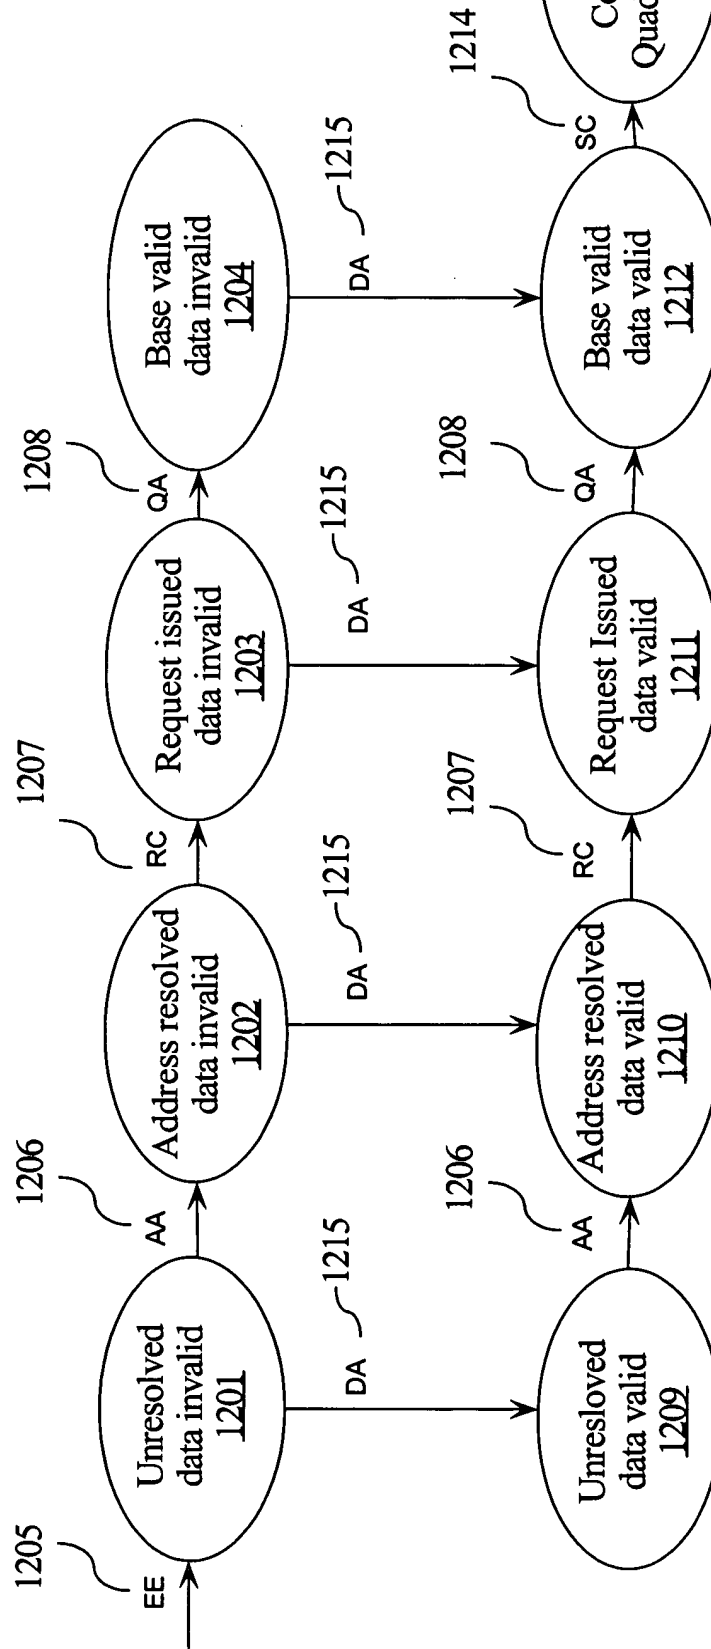 1205
EE
Unresolved
data invalid
1201
1206
AA
Address resolved
data invalid
1202
1207
RC
Request issued
data invalid
1203
1208
QA
Base valid
data invalid
1204
DA
1215
DA
1215
DA
1215
DA
1215
Unresloved
data valid
1209
1206
AA
Address resolved
data valid
1210
1207
RC
Request Issued
data valid
1211
1208
QA
Base valid
data valid
1212
1214
SC
Co
Quad